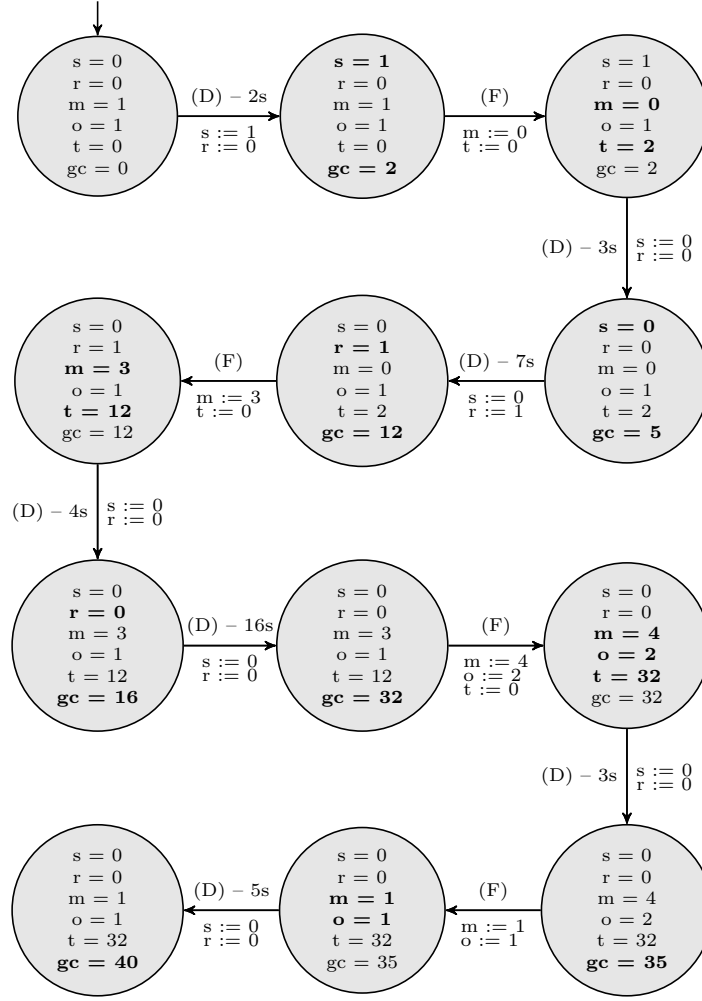 s = 0
r = 0
m = 1
o = 1
t = 0
gc = 0
(D) – 2s
s := 1
r := 0
s = 1
r = 0
m = 1
o = 1
t = 0
gc = 2
(F)
m := 0
t := 0
s = 1
r = 0
m = 0
o = 1
t = 2
gc = 2
(D) – 3s
s := 0
r := 0
s = 0
r = 0
m = 0
o = 1
t = 2
gc = 5
(D) – 7s
s := 0
r := 1
s = 0
r = 1
m = 0
o = 1
t = 2
gc = 12
(F)
m := 3
t := 0
s = 0
r = 1
m = 3
o = 1
t = 12
gc = 12
(D) – 4s
s := 0
r := 0
s = 0
r = 0
m = 3
o = 1
t = 12
gc = 16
(D) – 16s
s := 0
r := 0
s = 0
r = 0
m = 3
o = 1
t = 12
gc = 32
(F)
m := 4
o := 2
t := 0
s = 0
r = 0
m = 4
o = 2
t = 32
gc = 32
(D) – 3s
s := 0
r := 0
s = 0
r = 0
m = 4
o = 2
t = 32
gc = 35
(F)
m := 1
o := 1
s = 0
r = 0
m = 1
o = 1
t = 32
gc = 35
(D) – 5s
s := 0
r := 0
s = 0
r = 0
m = 1
o = 1
t = 32
gc = 40